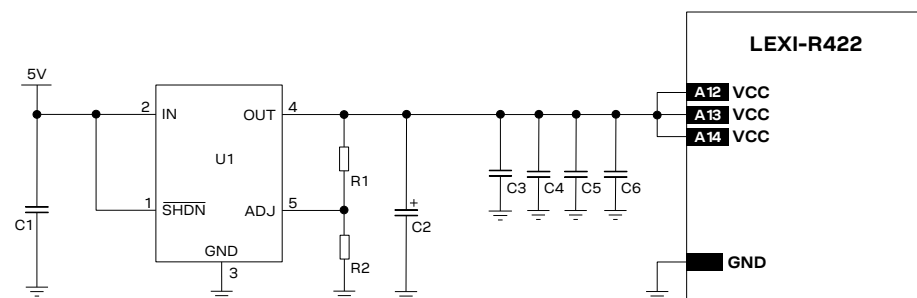 LEXI-R422
5V
A12 VCC
2 IN OUT 4
A13 VCC
A14 VCC
U1
R1
C3 C4 C5 C6
1 SHDN ADJ 5
C1
+
C2
GND
R2
3
GND